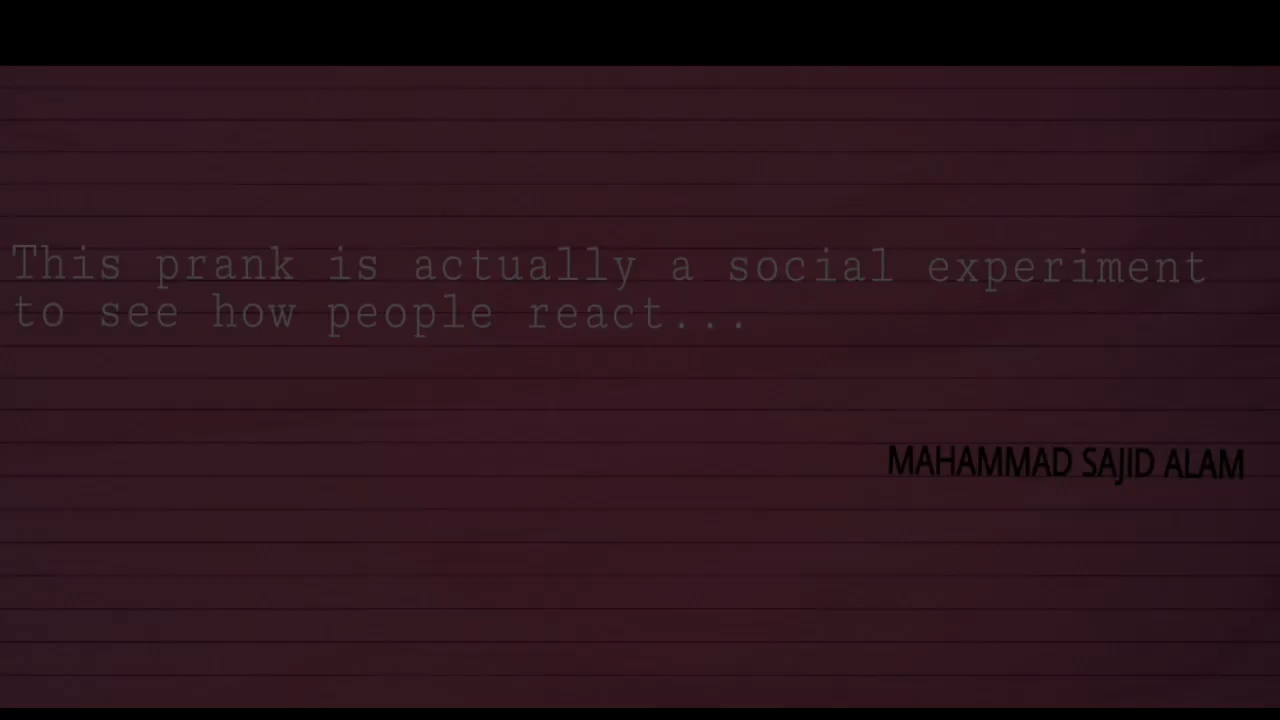 This prank is actually a social experiment
to see how people react...
MAHAMMAD SAJID ALAM